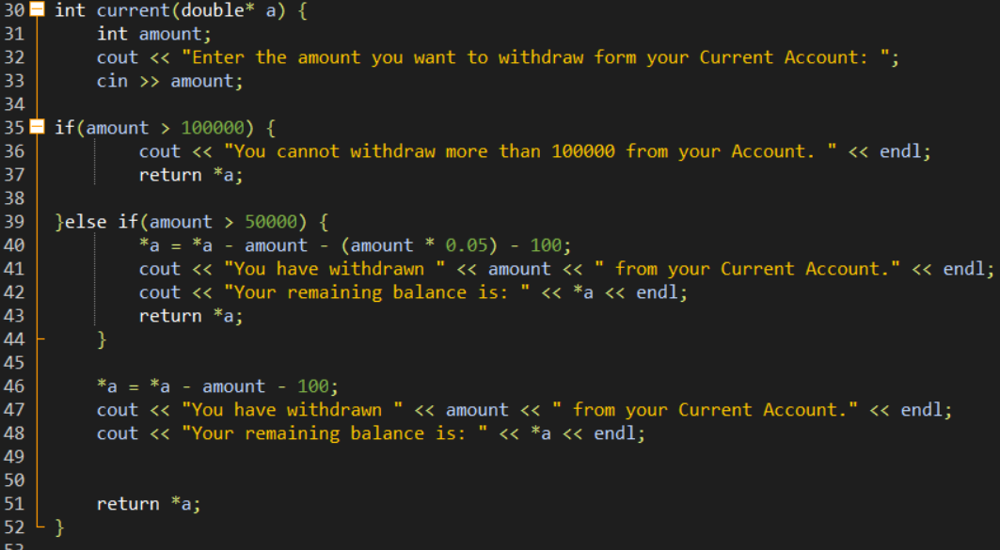 30 int current(double* a) {
31 int amount;
32 cout << "Enter the amount you want to withdraw form your Current Account: ";
33 cin >> amount;
34
35 if(amount > 100000) {
36 cout << "You cannot withdraw more than 100000 from your Account. " << endl;
37 return *a;
38
39 }else if(amount > 50000) {
40 *a = *a - amount - (amount * 0.05) - 100;
41 cout << "You have withdrawn " << amount << " from your Current Account." << endl;
42 cout << "Your remaining balance is: " << *a << endl;
43 return *a;
44 }
45
46 *a = *a - amount - 100;
47 cout << "You have withdrawn " << amount << " from your Current Account." << endl;
48 cout << "Your remaining balance is: " << *a << endl;
49
50
51 return *a;
52 }
53